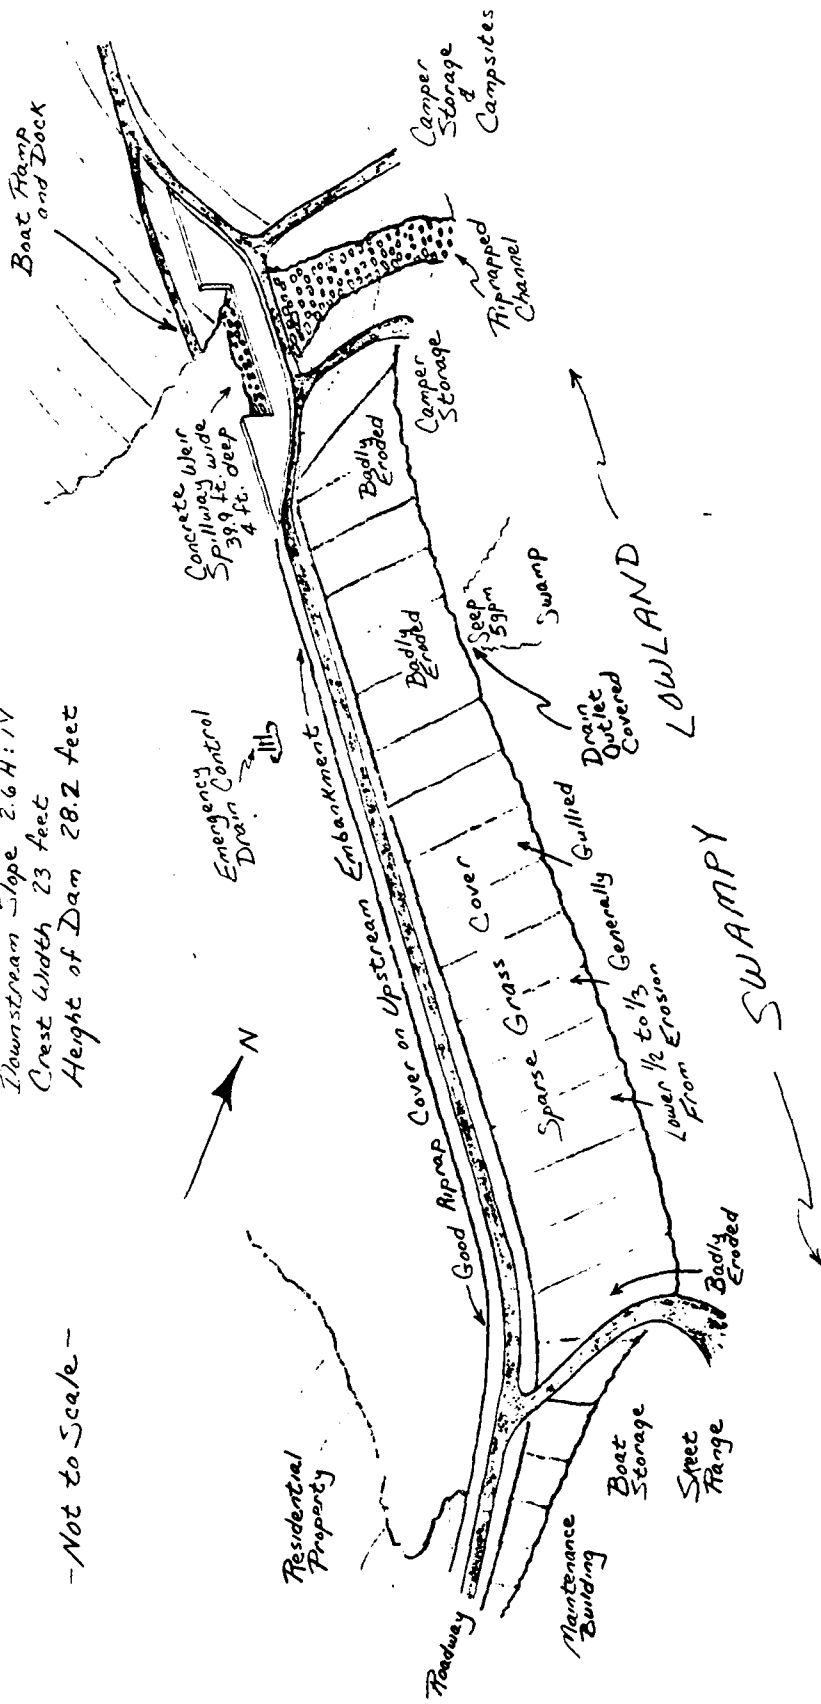 Downstream Slope 2.6H:1V
Crest Width 23 feet
Height of Dam 28.2 feet
-Not to Scale-
N
Boat Ramp
and Dock
Concrete Weir
Spillway
39.9 ft. wide
4 ft. deep
Camper
Storage
&
Campsites
Riprapped
Channel
Camper
Storage
Emergency
Drain Control
Good Riprap Cover on Upstream Embankment
Badly
Eroded
Badly
Eroded
Seep
5gpm
Swamp
Drain
Outlet
Covered
Sparse Grass Cover
Lower 1/2 to 1/3 Generally Gullied
From Erosion
Badly
Eroded
SWAMPY LOWLAND
Residential
Property
Roadway
Maintenance
Building
Boat
Storage
Skeet
Range